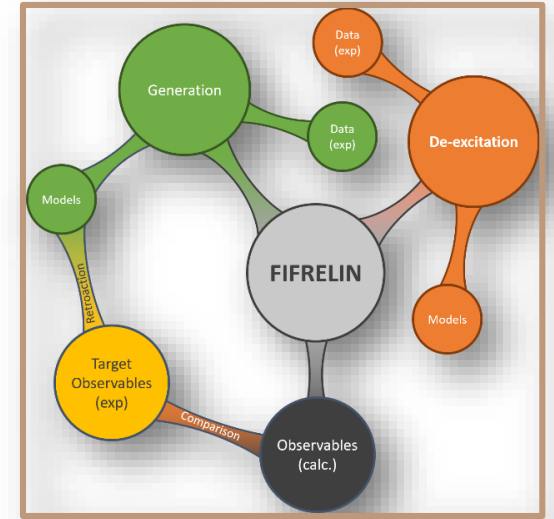 Data
(exp)
Generation
Data
(exp)
De-excitation
Models
FIFRELIN
Retroaction
Models
Target
Observables
(exp)
Comparison
Observables
(calc.)